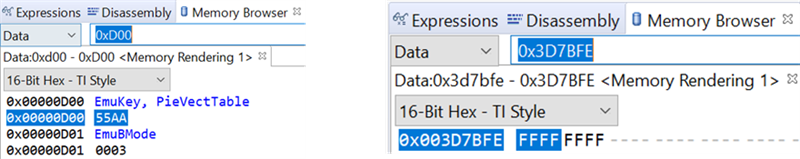 Expressions Disassembly Memory Browser
Data 0xD00
Data:0xd00 - 0xD00 <Memory Rendering 1>
16-Bit Hex - TI Style
0x00000D00 EmuKey, PieVectTable
0x00000D00 55AA
0x00000D01 EmuBMode
0x00000D01 0003
Expressions Disassembly Memory Browser
Data 0x3D7BFE
Data:0x3d7bfe - 0x3D7BFE <Memory Rendering 1>
16-Bit Hex - TI Style
0x003D7BFE FFFF FFFF